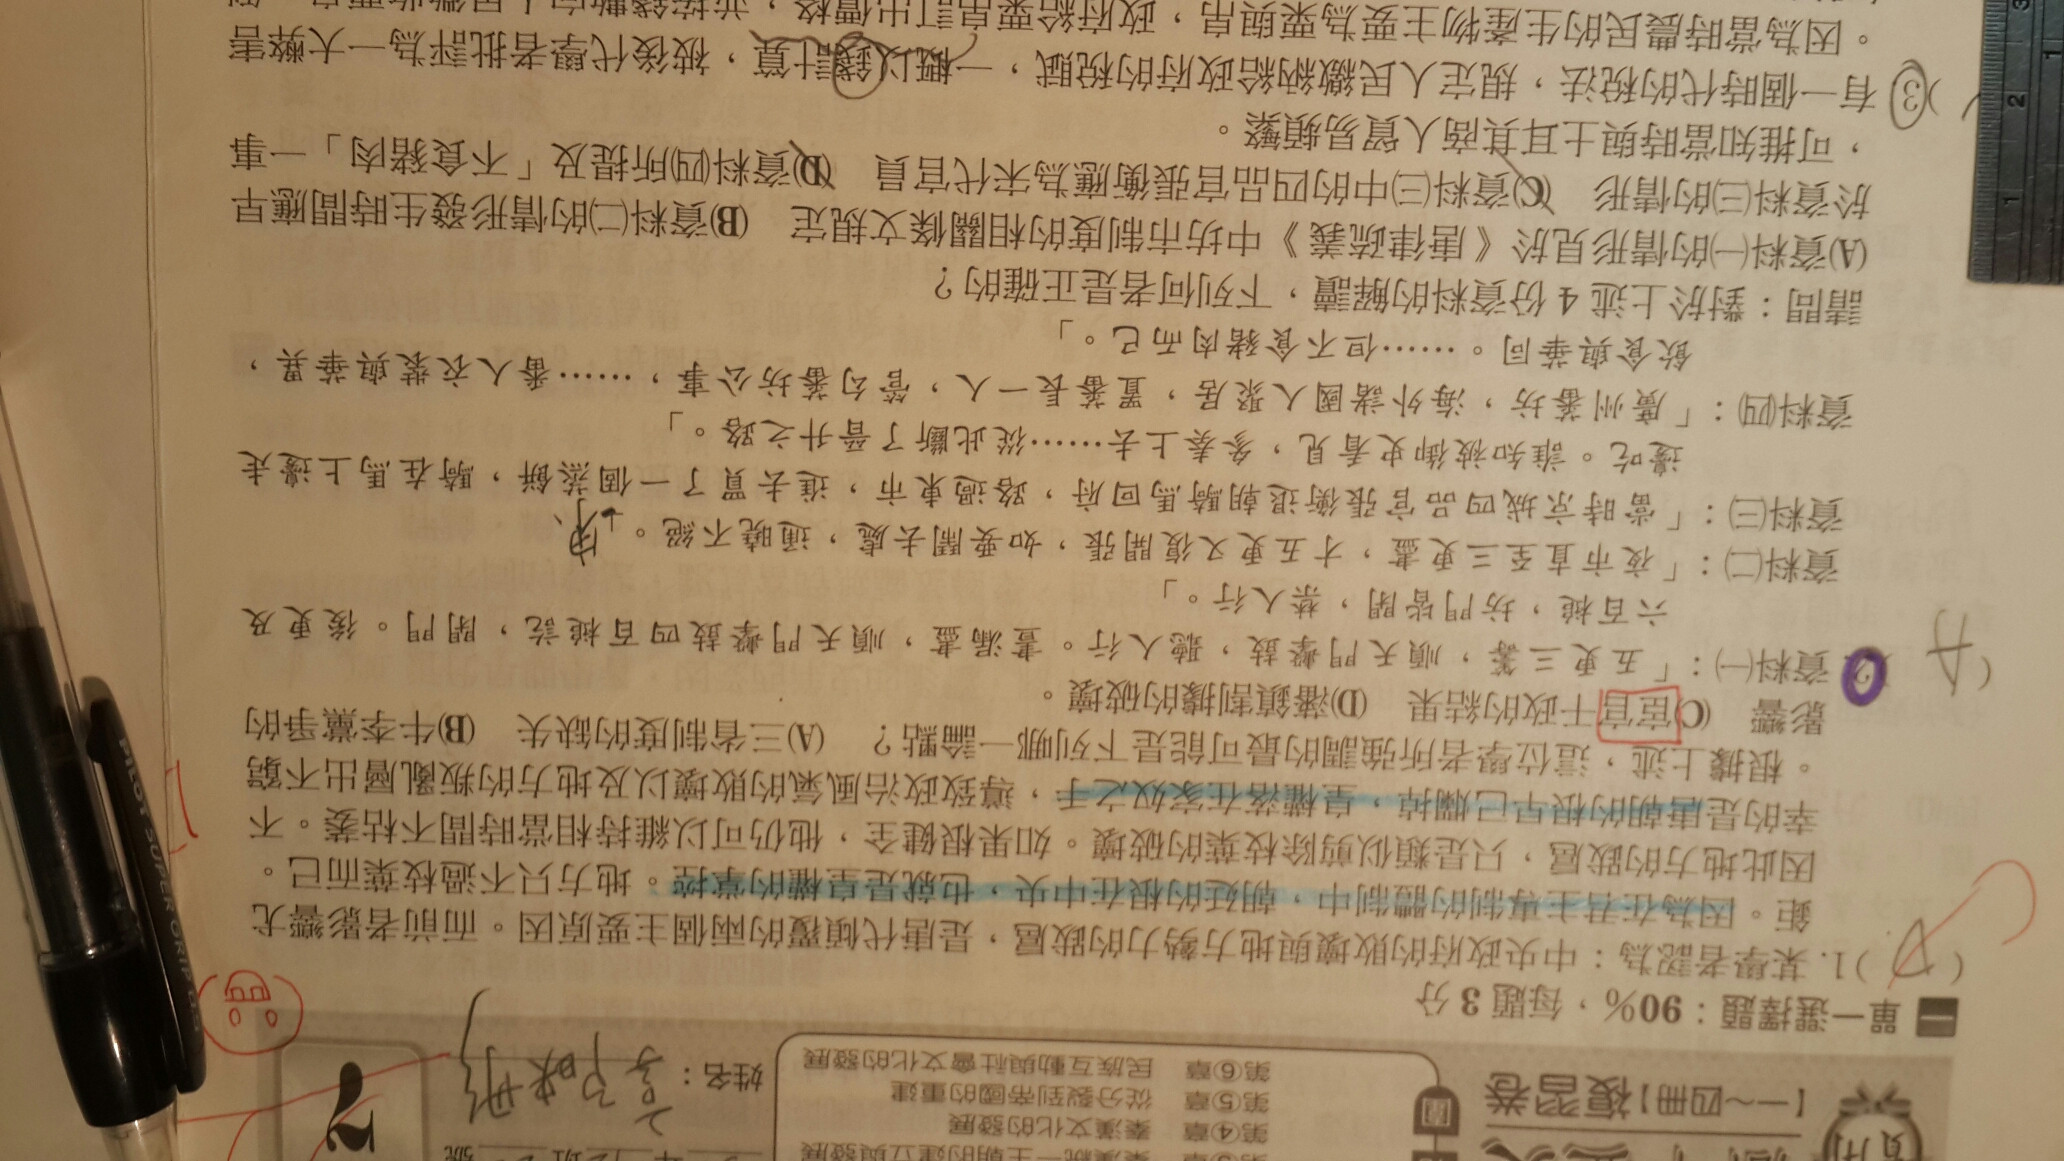 【一～四冊】複習卷
範圍
第④章 秦漢文化的發展
第⑤章 從分裂到帝國的重建
第⑥章 民族互動與社會文化的發展
姓名：
7
一 單一選擇題：90%，每題 3 分
( )1. 某學者認為：中央政府的敗壞與地方勢力的跋扈，是唐代傾覆的兩個主要原因。而前者影響尤
鉅。因為在君主專制的體制中，朝廷的根在中央，也就是皇權的掌控。地方只不過枝葉而已。
因此地方的跋扈，只是類似剪除枝葉的破壞。如果根健全，他仍可以維持相當時間不枯萎。不
幸的是唐朝的根早已爛掉，皇權落在家奴之手，導致政治風氣的敗壞以及地方的叛亂層出不窮
。根據上述，這位學者所強調的最可能是下列哪一論點？ (A)三省制度的缺失 (B)牛李黨爭的
影響 (C)宦官干政的結果 (D)藩鎮割據的破壞。
( A ) 2 資料㈠：「五更三籌，順天門擊鼓，聽人行。晝漏盡，順天門擊鼓四百槌訖，閉門。後更及
六百槌，坊門皆閉，禁人行。」
資料㈡：「夜市直至三更盡，才五更又復開張，如要鬧去處，通曉不絕。」
資料㈢：「當時京城四品官張衡退朝騎馬回府，路過東市，進去買了一個蒸餅，騎在馬上邊走
邊吃。誰知被御史看見，參奏上去……從此斷了晉升之路。」
資料㈣：「廣州蕃坊，海外諸國人聚居，置蕃長一人，管勾蕃坊公事，……蕃人衣裝與華異，
飲食與華同。……但不食豬肉而已。」
請問：對於上述 4 份資料的解讀，下列何者是正確的？
(A)資料㈠的情形見於《唐律疏義》中坊市制度的相關條文規定 (B)資料㈡的情形發生時間應早
於資料㈢的情形 (C)資料㈢中的四品官張衡應為宋代官員 (D)資料㈣所提及「不食豬肉」一事
，可推知當時與土耳其商人貿易頻繁。
( )③ 有一個時代的稅法，規定人民繳納給政府的稅賦，一概以錢計算，被後代學者批評為一大弊害
。因為當時農民的生產物主要為粟與帛，政府給粟帛訂出價格，並按錢數向人民徵收粟帛
PILOT SUPER GRIP
1 2 3